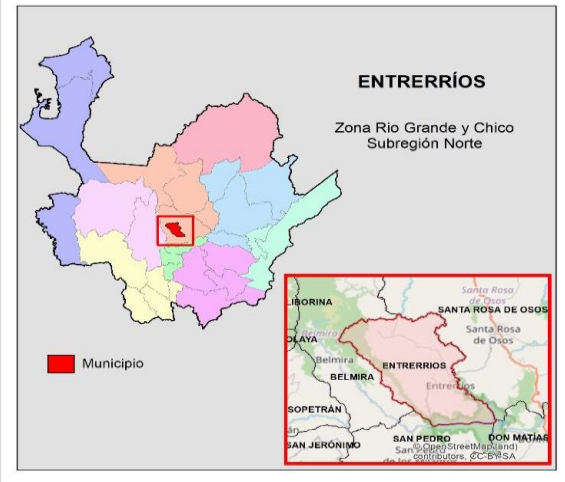 ENTRERRÍOS
Zona Rio Grande y Chico
Subregión Norte
Municipio
Santa Rosa
de Osos
LIBORINA
SANTA ROSA DE OSOS
Santa Rosa
de Osos
Belmira
OLAYA
Belmira
ENTRERRIOS
BELMIRA
Entrerríos
SOPETRÁN
SAN JERÓNIMO
SAN PEDRO
DON MATÍAS
San Pedro
© OpenStreetMap (and)
contributors, CC-BY-SA